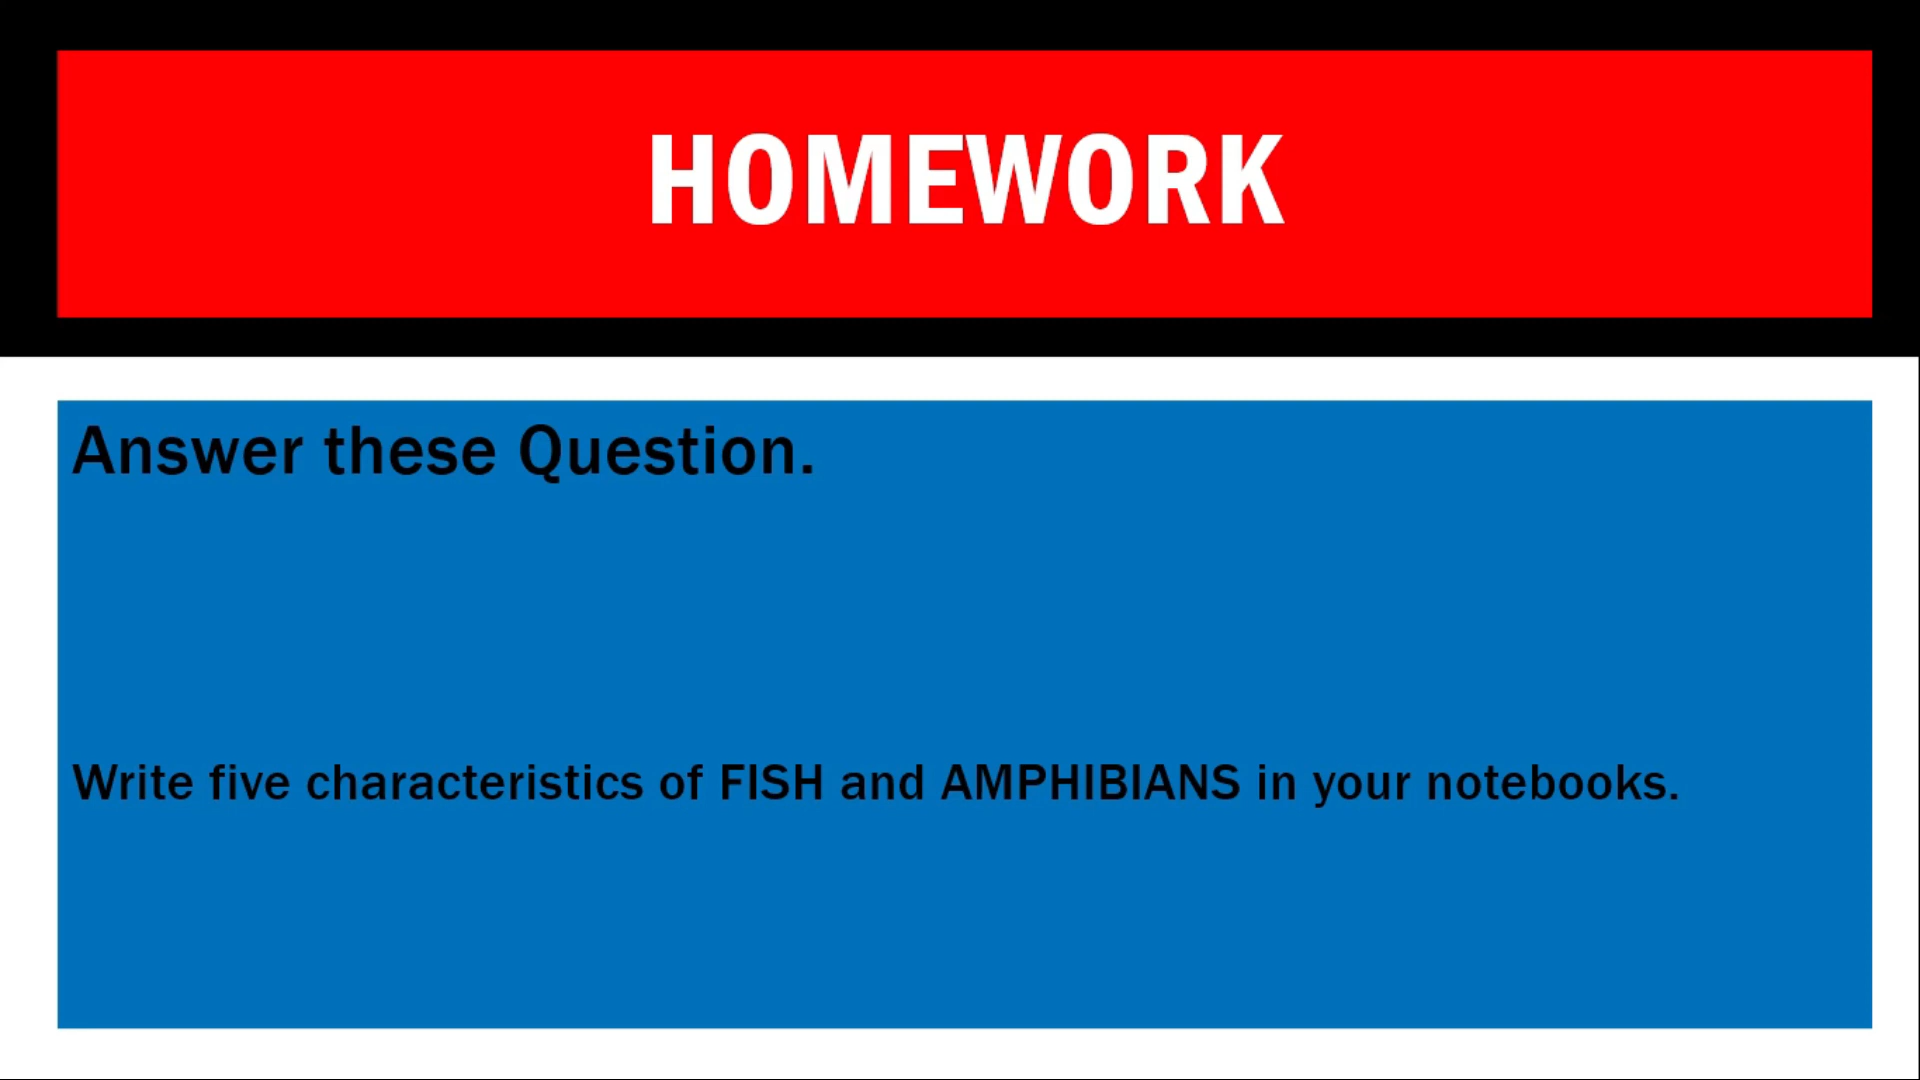 HOMEWORK
Answer these Question.
Write five characteristics of FISH and AMPHIBIANS in your notebooks.